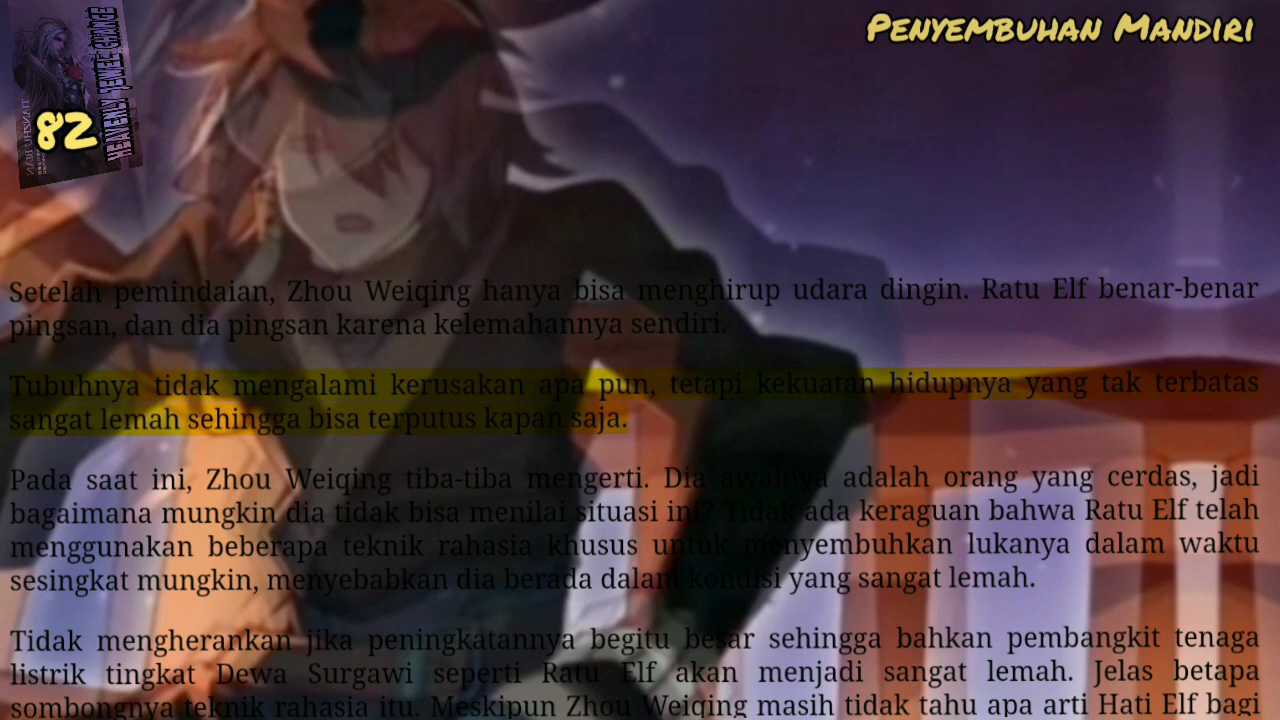 Penyembuhan Mandiri
HEAVENLY JEWEL CHANGE
82
Setelah pemindaian, Zhou Weiqing hanya bisa menghirup udara dingin. Ratu Elf benar-benar
pingsan, dan dia pingsan karena kelemahannya sendiri.
Tubuhnya tidak mengalami kerusakan apa pun, tetapi kekuatan hidupnya yang tak terbatas
sangat lemah sehingga bisa terputus kapan saja.
Pada saat ini, Zhou Weiqing tiba-tiba mengerti. Dia awalnya adalah orang yang cerdas, jadi
bagaimana mungkin dia tidak bisa menilai situasi ini? Tidak ada keraguan bahwa Ratu Elf telah
menggunakan beberapa teknik rahasia khusus untuk menyembuhkan lukanya dalam waktu
sesingkat mungkin, menyebabkan dia berada dalam kondisi yang sangat lemah.
Tidak mengherankan jika peningkatannya begitu besar sehingga bahkan pembangkit tenaga
listrik tingkat Dewa Surgawi seperti Ratu Elf akan menjadi sangat lemah. Jelas betapa
sombongnya teknik rahasia itu. Meskipun Zhou Weiqing masih tidak tahu apa arti Hati Elf bagi